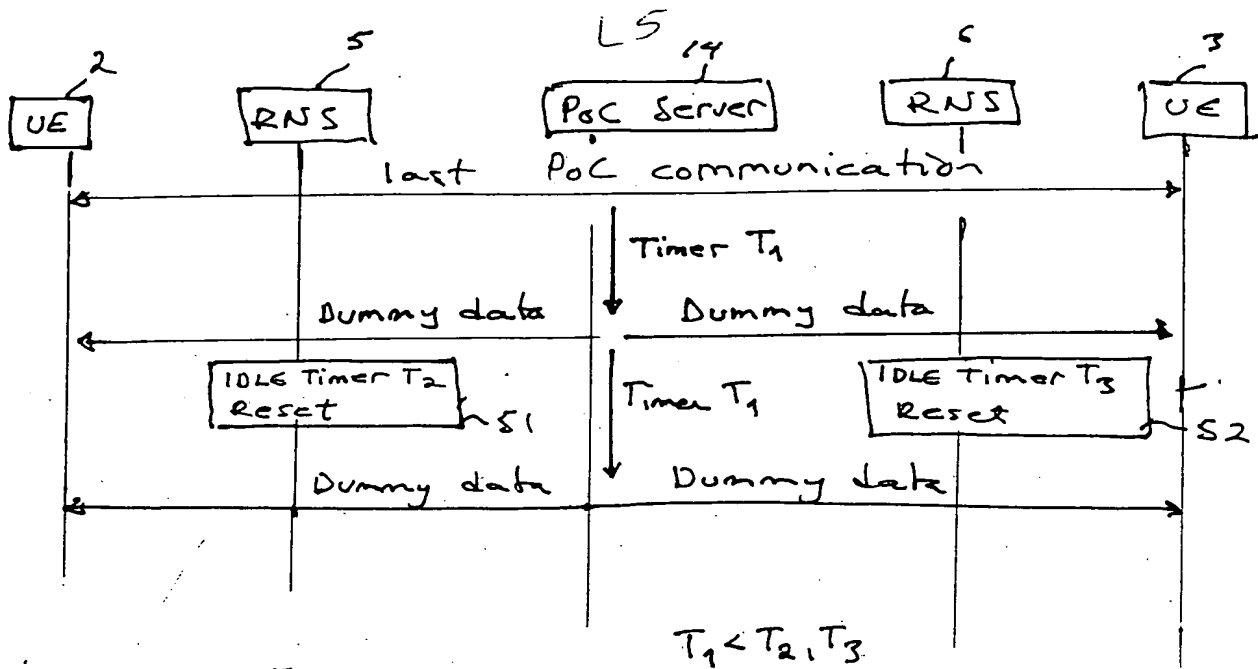 L5
2 5 14 6 3
UE RNS PoC Server RNS UE
last PoC communication
Timer T1
Dummy data Dummy data
IDLE Timer T2
Reset
S1
Timer T1
IDLE Timer T3
Reset
S2
Dummy data Dummy data
T1 < T2, T3